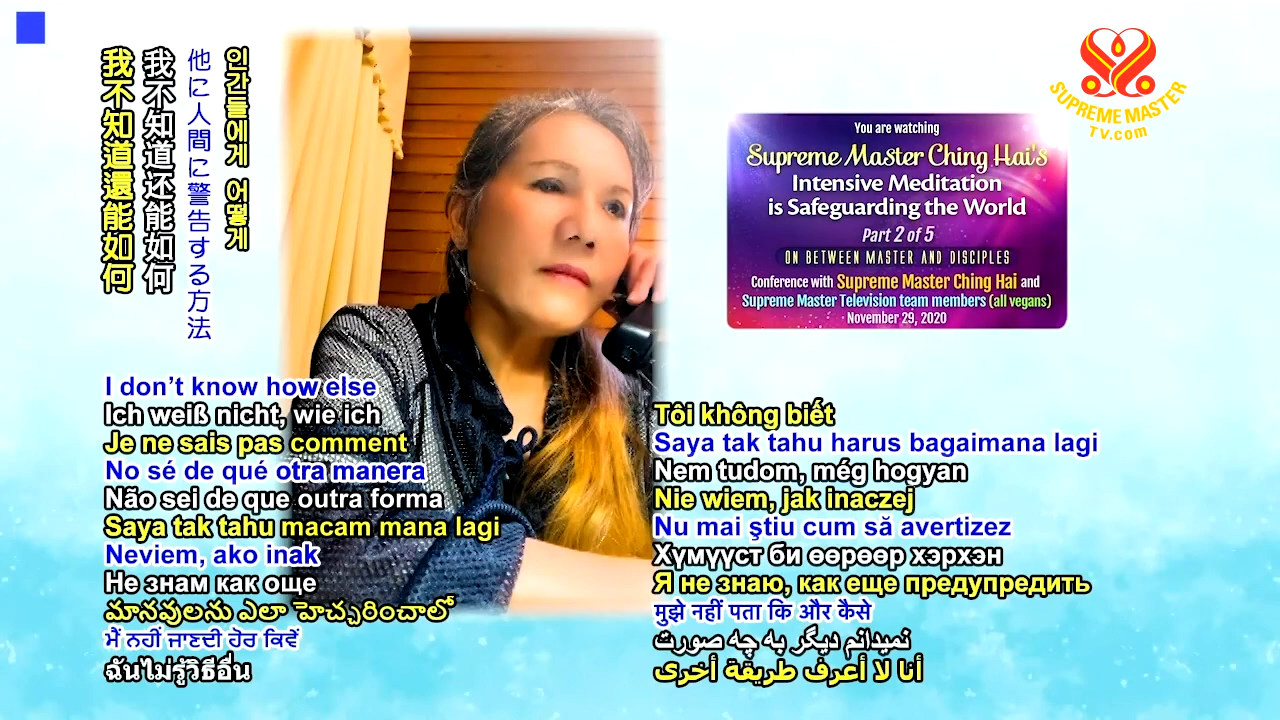 我不知道還能如何
我不知道还能如何
他に人間に警告する方法
인간들에게 어떻게
SUPREME MASTER
TV.com
You are watching
Supreme Master Ching Hai's
Intensive Meditation
is Safeguarding the World
Part 2 of 5
ON BETWEEN MASTER AND DISCIPLES
Conference with Supreme Master Ching Hai and
Supreme Master Television team members (all vegans)
November 29, 2020
I don’t know how else
Ich weiß nicht, wie ich
Je ne sais pas comment
No sé de qué otra manera
Não sei de que outra forma
Saya tak tahu macam mana lagi
Neviem, ako inak
Не знам как още
మానవులను ఎలా హెచ్చరించాలో
ਮੈਂ ਨਹੀਂ ਜਾਣਦੀ ਹੋਰ ਕਿਵੇਂ
ฉันไม่รู้วิธีอื่น
Tôi không biết
Saya tak tahu harus bagaimana lagi
Nem tudom, még hogyan
Nie wiem, jak inaczej
Nu mai ştiu cum să avertizez
Хүмүүст би өөрөөр хэрхэн
Я не знаю, как еще предупредить
मुझे नहीं पता कि और कैसे
نمیدانم دیگر به چه صورت
أنا لا أعرف طريقة أخرى